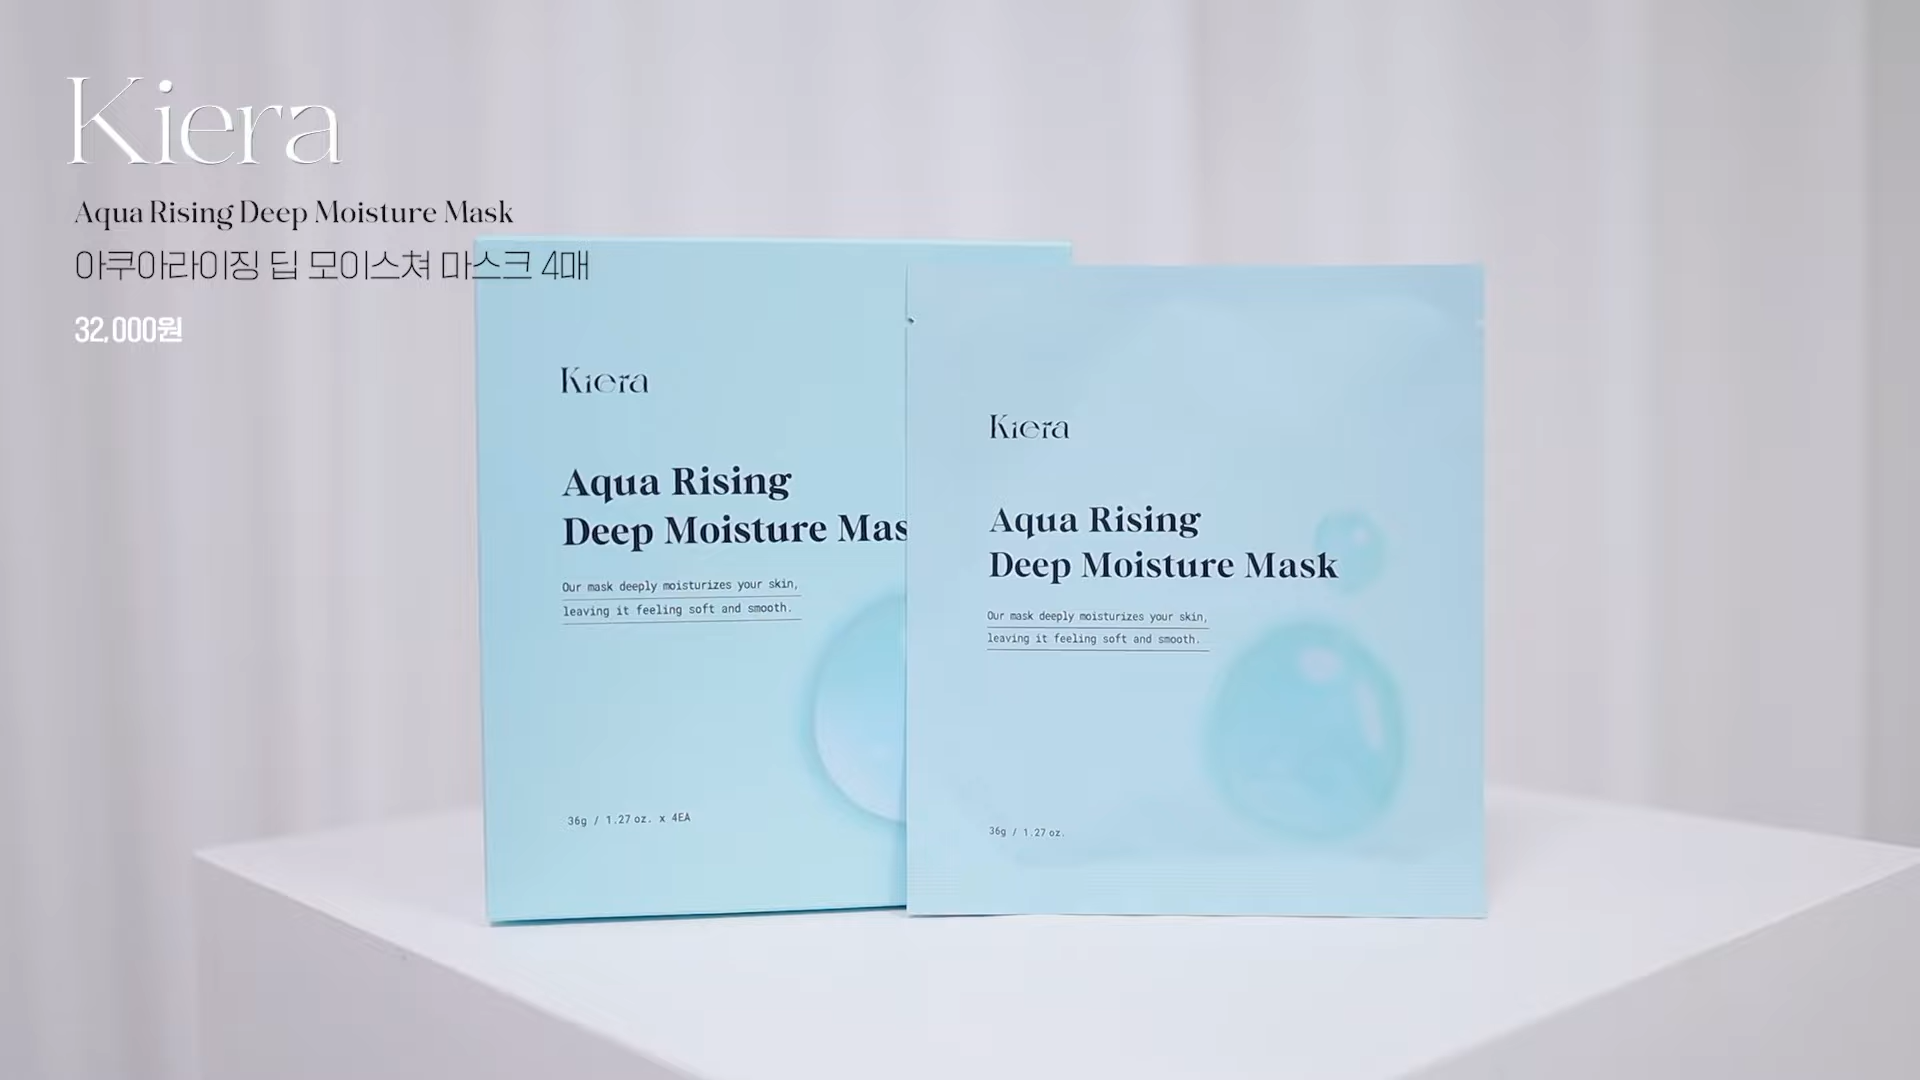 Kiera
Aqua Rising Deep Moisture Mask
아쿠아라이징 딥 모이스쳐 마스크 4매
32,000원
Kiera
Aqua Rising
Deep Moisture Mas
Our mask deeply moisturizes your skin,
leaving it feeling soft and smooth.
36g / 1.27 oz. x 4EA
Kiera
Aqua Rising
Deep Moisture Mask
Our mask deeply moisturizes your skin,
leaving it feeling soft and smooth.
36g / 1.27 oz.